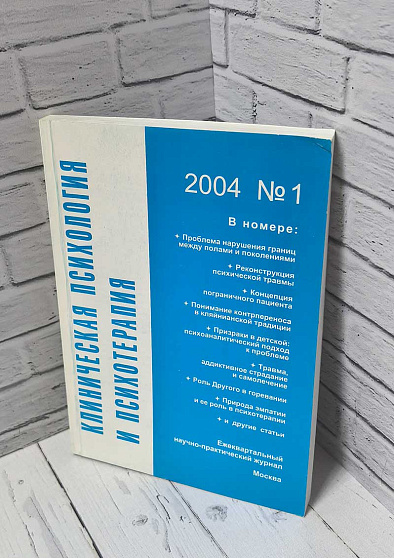 КЛИНИЧЕСКАЯ ПСИХОЛОГИЯ
И ПСИХОТЕРАПИЯ
2004 №1
В номере:
+ Проблема нарушения границ
между полами и поколениями
+ Реконструкция
психической травмы
+ Концепция
пограничного пациента
+ Понимание контрпереноса
в кляйнианской традиции
+ Призраки в детской:
психоаналитический подход
к проблеме
+ Травма,
аддиктивное страдание
и самолечение
+ Роль Другого в горевании
+ Природа эмпатии
и ее роль в психотерапии
+ и другие статьи
Ежеквартальный
научно-практический журнал
Москва